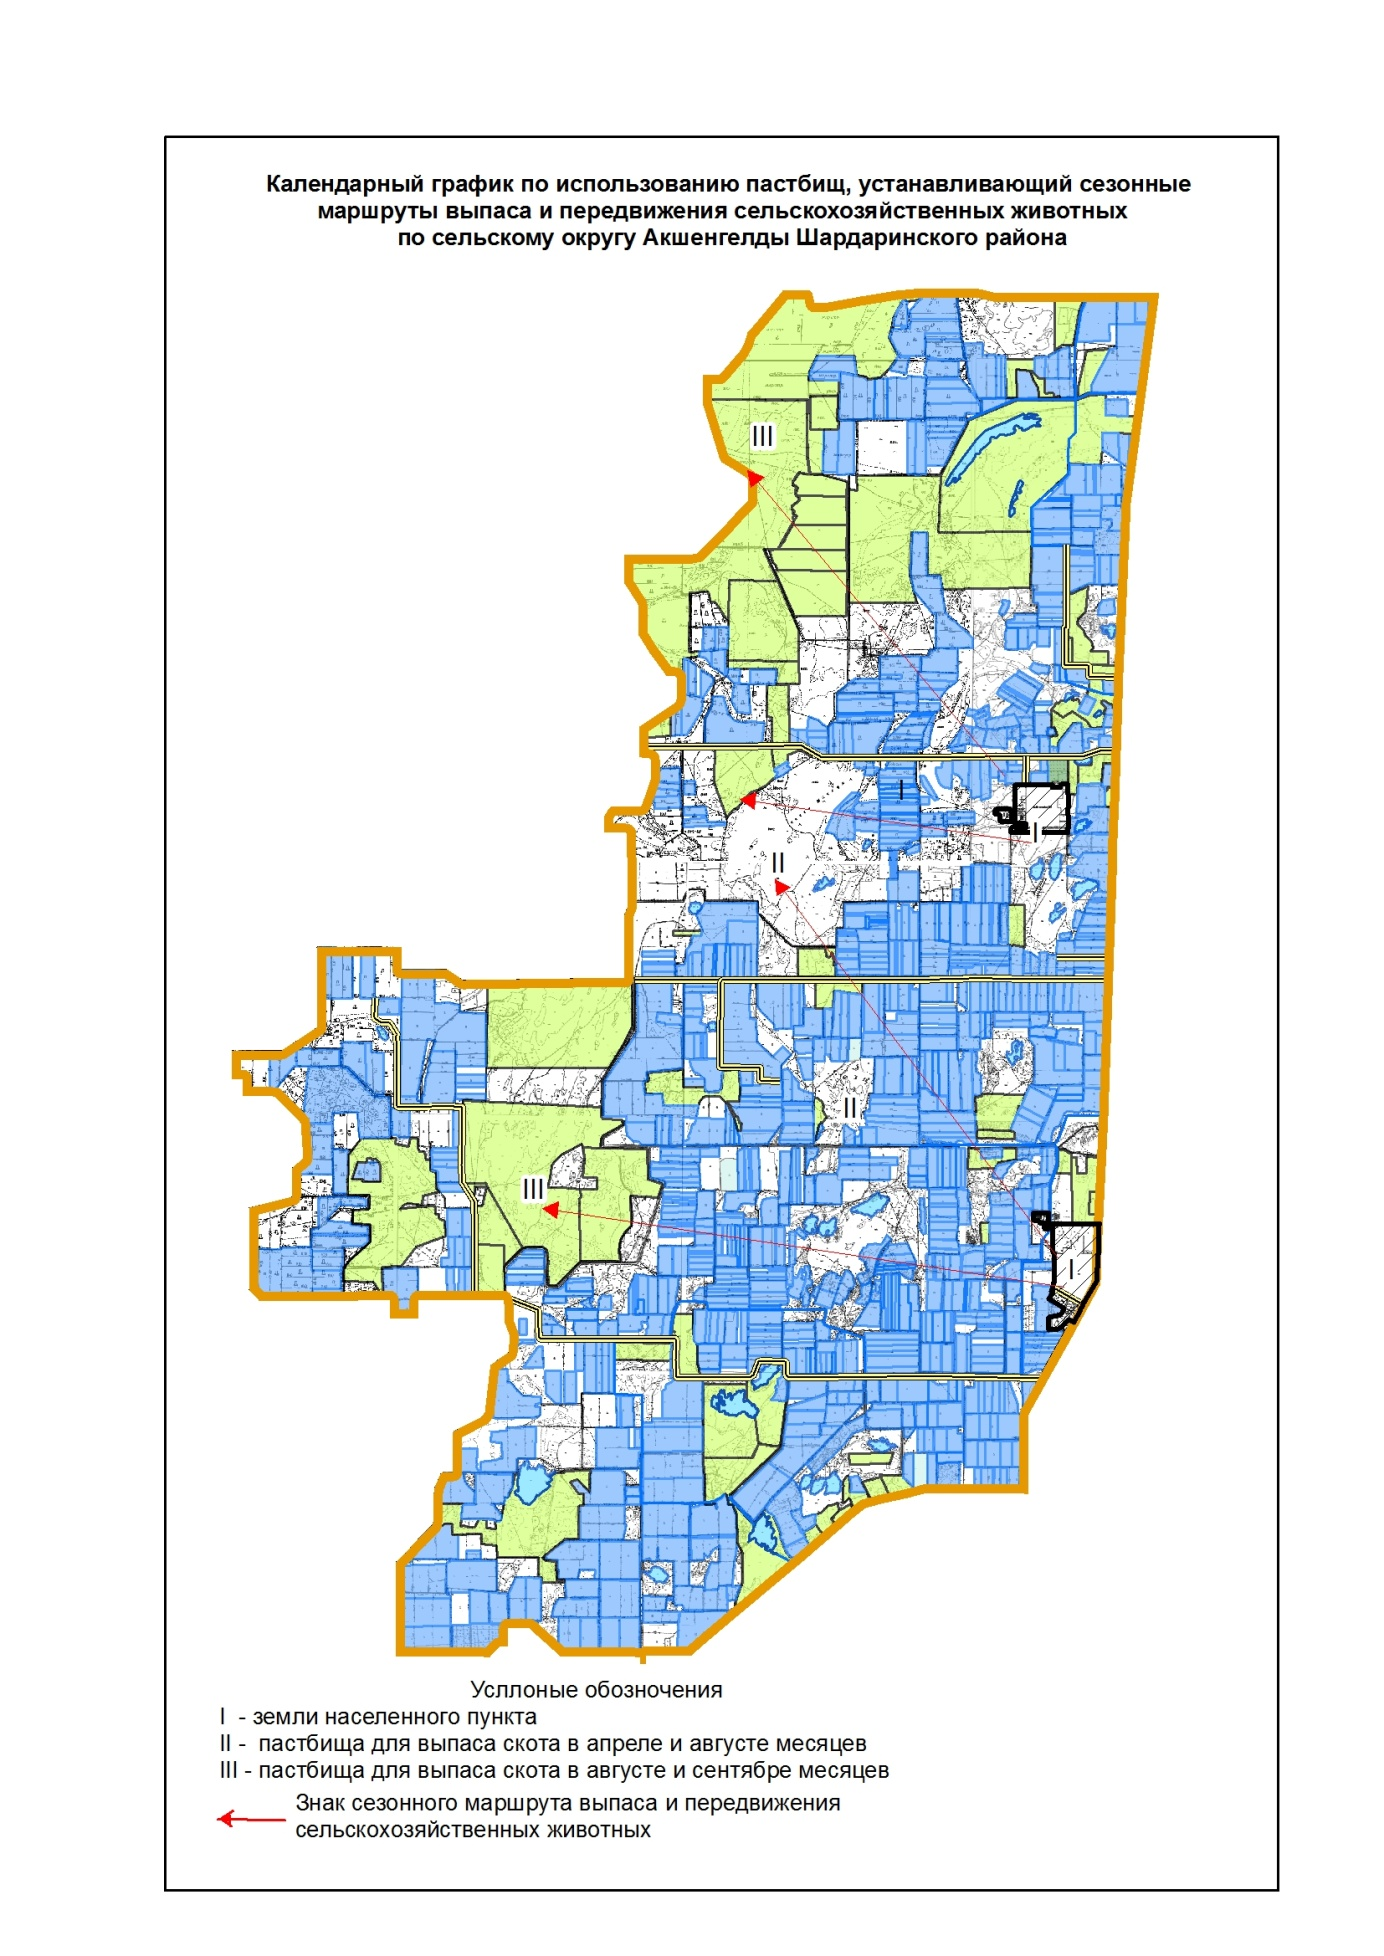 Календарный график по использованию пастбищ, устанавливающий сезонные
маршруты выпаса и передвижения сельскохозяйственных животных
по сельскому округу Акшенгелды Шардаринского района
III
I
I
II
II
III
I
Усллоные обозночения
I - земли населенного пункта
II - пастбища для выпаса скота в апреле и августе месяцев
III - пастбища для выпаса скота в августе и сентябре месяцев
Знак сезонного маршрута выпаса и передвижения
сельскохозяйственных животных